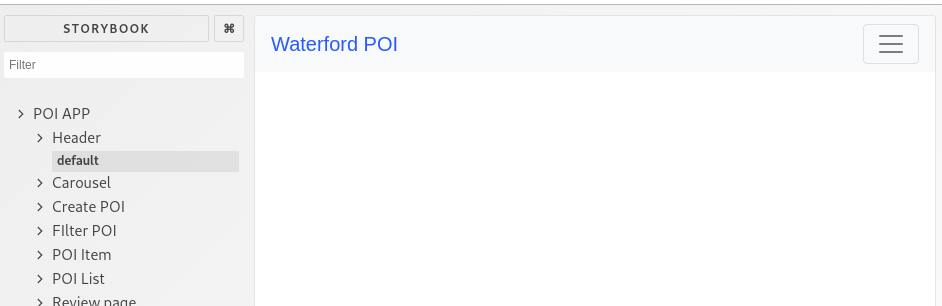 STORYBOOK
⌘
Filter
POI APP
Header
default
Carousel
Create POI
FIlter POI
POI Item
POI List
Review page
Waterford POI